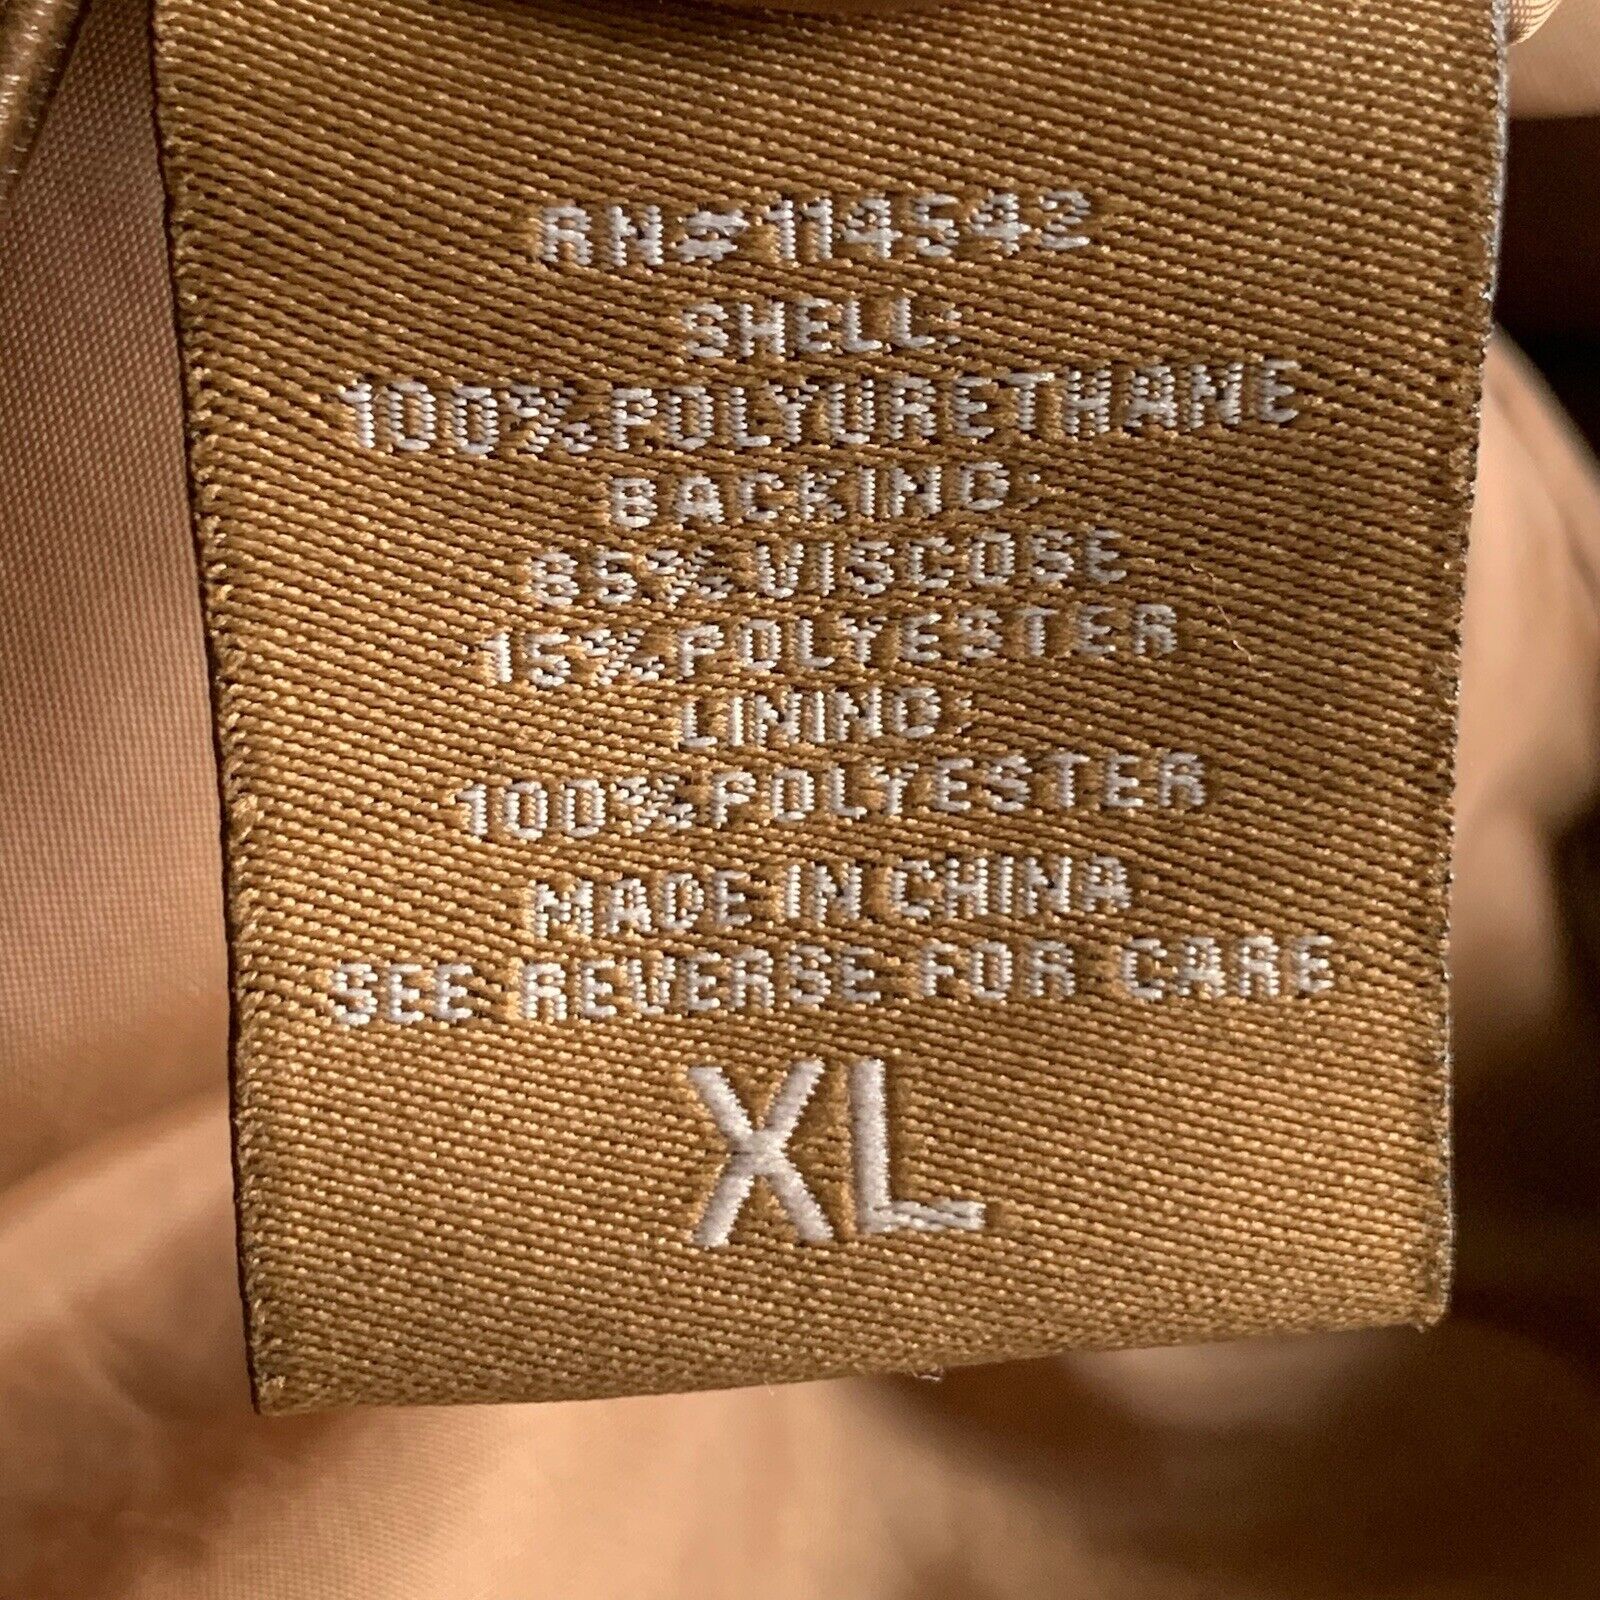 RN#114542
SHELL:
100%POLYURETHANE
BACKING:
85% VISCOSE
15%POLYESTER
LINING:
100%POLYESTER
MADE IN CHINA
SEE REVERSE FOR CARE
XL